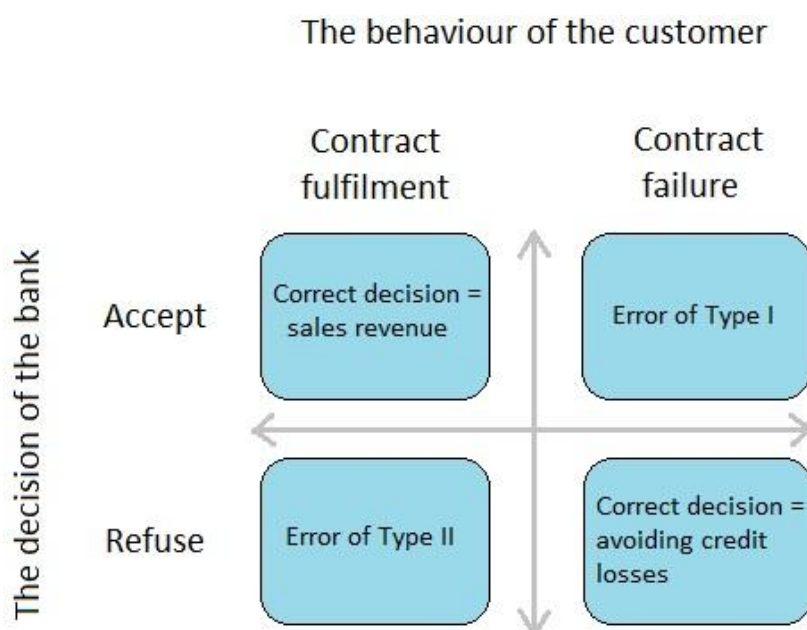 The behaviour of the customer
Contract
fulfilment
Contract
failure
The decision of the bank
Accept
Correct decision =
sales revenue
Error of Type I
Refuse
Error of Type II
Correct decision =
avoiding credit
losses